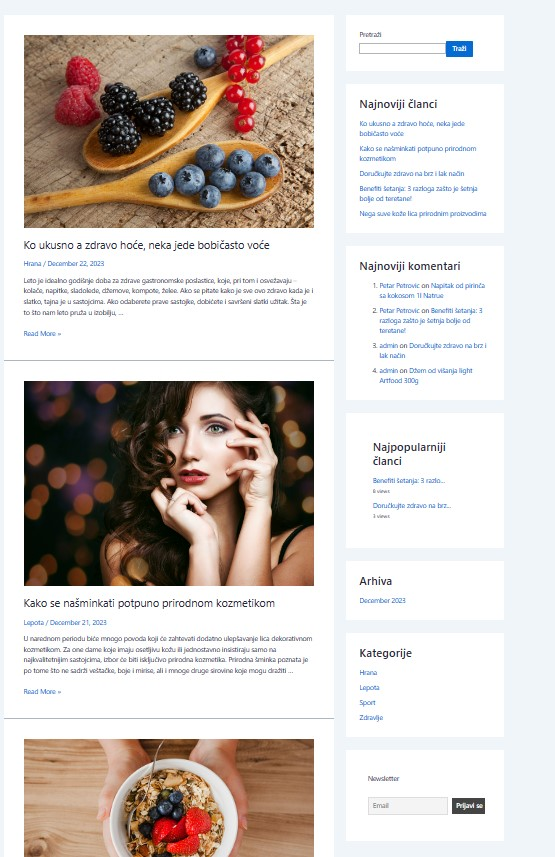 Ko ukusno a zdravo hoće, neka jede bobičasto voće
Hrana / December 22, 2023
Leto je idealno godišnje doba za zdrave gastronomske poslastice, koje, pri tom i osvežavaju –
kolače, napitke, sladolede, džemove, kompote, želee. Ako se pitate kako je sve ovo zdravo kada je i
slatko, tajna je u sastojcima. Ako odaberete prave sastojke, dobićete i savršeni slatki užitak. Šta je
to što nam leto pruža u izobilju, ...
Read More »
Kako se našminkati potpuno prirodnom kozmetikom
Lepota / December 21, 2023
U narednom periodu biće mnogo povoda koji će zahtevati dodatno ulepšavanje lica dekorativnom
kozmetikom. Za one dame koje imaju osetljivu kožu ili jednostavno insistiraju samo na
najkvalitetnijim sastojcima, izbor će biti isključivo prirodna kozmetika. Prirodna šminka poznata je
po tome što ne sadrži veštačke, boje i mirise, ali i mnoge druge sirovine koje mogu dražiti ...
Read More »
Pretraži
Traži
Najnoviji članci
Ko ukusno a zdravo hoće, neka jede
bobičasto voće
Kako se našminkati potpuno prirodnom
kozmetikom
Doručkujte zdravo na brz i lak način
Benefiti šetanja: 3 razloga zašto je šetnja
bolje od teretane!
Nega suve kože lica prirodnim proizvodima
Najnoviji komentari
1. Petar Petrovic on Napitak od pirinča
sa kokosom 1l Natrue
2. Petar Petrovic on Benefiti šetanja: 3
razloga zašto je šetnja bolje od
teretane!
3. admin on Doručkujte zdravo na brz i
lak način
4. admin on Džem od višanja light
Artfood 300g
Najpopularniji
članci
Benefiti šetanja: 3 razlo...
8 views
Doručkujte zdravo na brz...
3 views
Arhiva
December 2023
Kategorije
Hrana
Lepota
Sport
Zdravlje
Newsletter
Email
Prijavi se